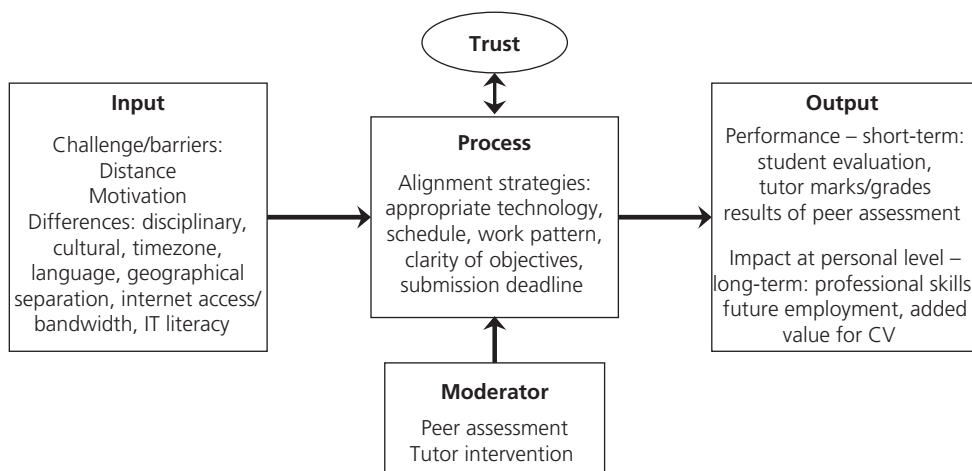 Trust
Input
Challenge/barriers:
Distance
Motivation
Differences: disciplinary,
cultural, timezone,
language, geographical
separation, internet access/
bandwidth, IT literacy
Process
Alignment strategies:
appropriate technology,
schedule, work pattern,
clarity of objectives,
submission deadline
Output
Performance – short-term:
student evaluation,
tutor marks/grades
results of peer assessment
Impact at personal level –
long-term: professional skills
future employment, added
value for CV
Moderator
Peer assessment
Tutor intervention